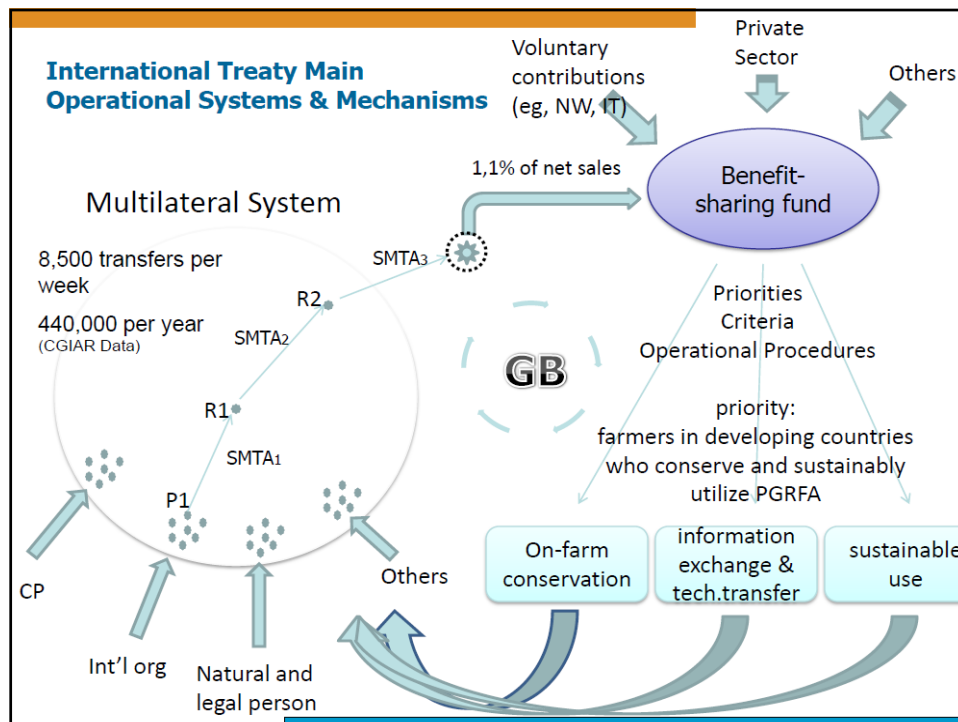 International Treaty Main
Operational Systems & Mechanisms
Voluntary
contributions
(eg, NW, IT)
Private
Sector
Others
1,1% of net sales
Benefit-
sharing fund
Multilateral System
8,500 transfers per
week
440,000 per year
(CGIAR Data)
SMTA3
R2
SMTA2
R1
SMTA1
P1
GB
Priorities
Criteria
Operational Procedures
priority:
farmers in developing countries
who conserve and sustainably
utilize PGRFA
On-farm
conservation
information
exchange &
tech.transfer
sustainable
use
CP
Int'l org
Natural and
legal person
Others